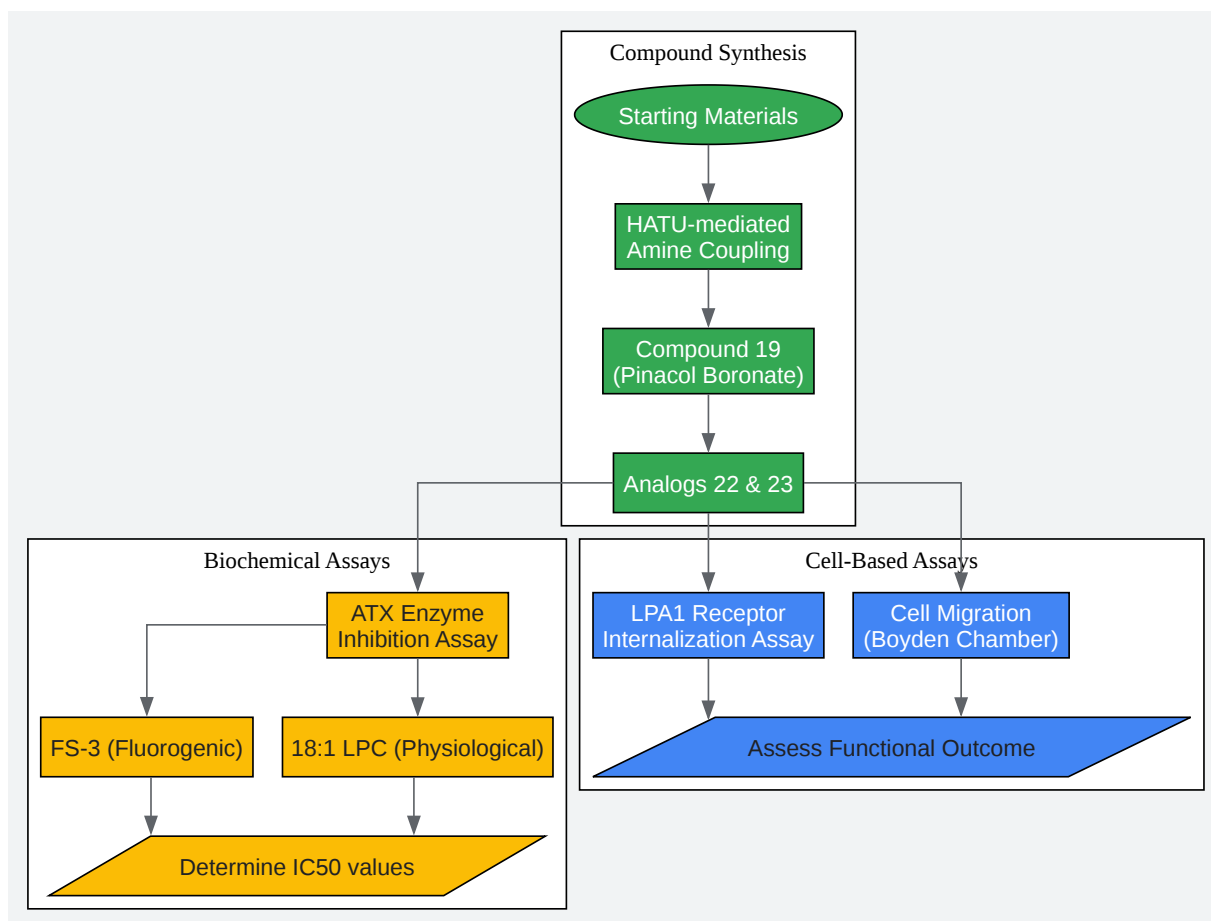 Compound Synthesis
Starting Materials
HATU-mediated
Amine Coupling
Compound 19
(Pinacol Boronate)
Analogs 22 & 23
Biochemical Assays
ATX Enzyme
Inhibition Assay
FS-3 (Fluorogenic)
18:1 LPC (Physiological)
Determine IC50 values
Cell-Based Assays
LPA1 Receptor
Internalization Assay
Cell Migration
(Boyden Chamber)
Assess Functional Outcome